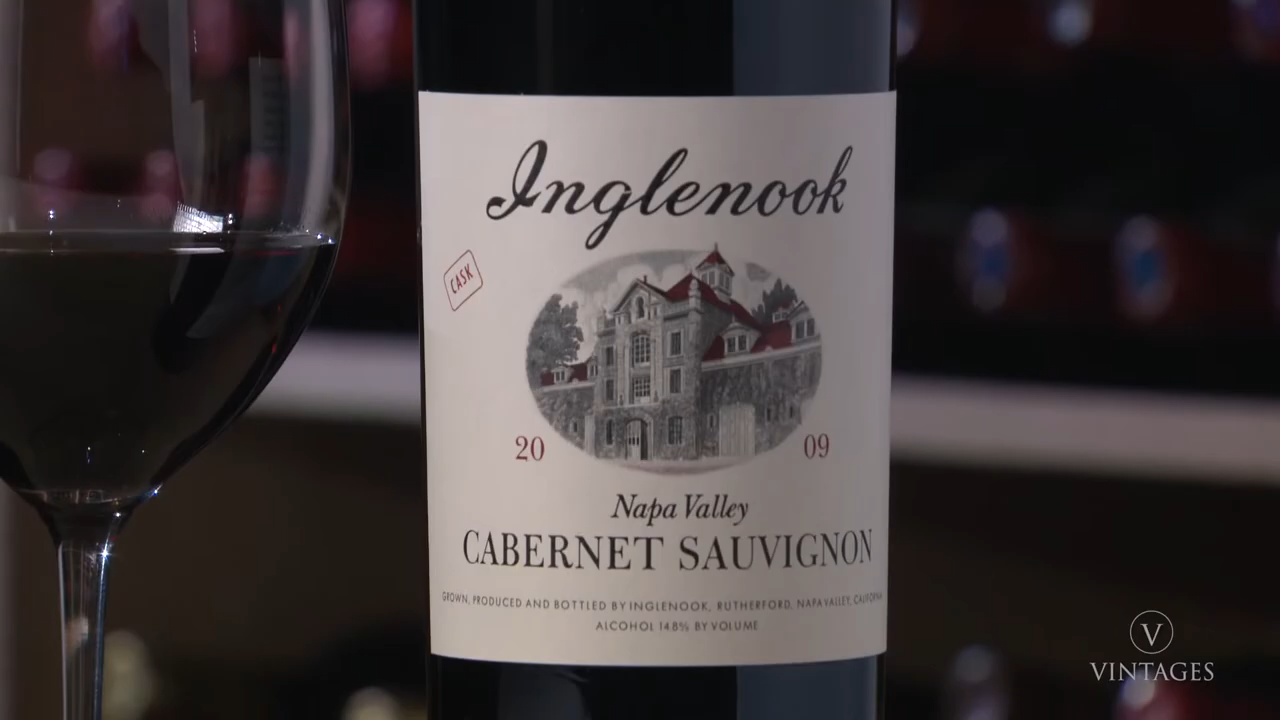 Inglenook
CASK
20 09
Napa Valley
CABERNET SAUVIGNON
GROWN, PRODUCED AND BOTTLED BY INGLENOOK, RUTHERFORD, NAPA VALLEY, CALIFORNIA
ALCOHOL 14.8% BY VOLUME
V
VINTAGES